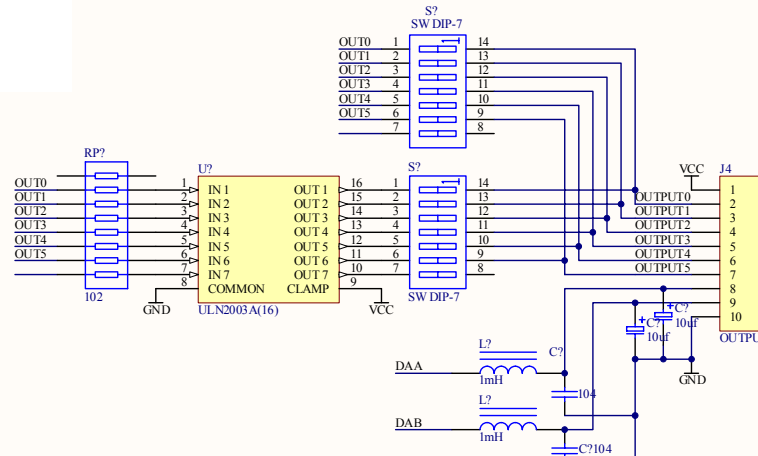 S?
SW DIP-7
OUT0 1 14
OUT1 2 13
OUT2 3 12
OUT3 4 11
OUT4 5 10
OUT5 6 9
7 8
RP?
U?
S?
VCC
J4
OUT0 1 IN 1 OUT 1 16 1 14 1
OUT1 2 IN 2 OUT 2 15 2 13 OUTPUT0 2
OUT2 3 IN 3 OUT 3 14 3 12 OUTPUT1 3
OUT3 4 IN 4 OUT 4 13 4 11 OUTPUT2 4
OUT4 5 IN 5 OUT 5 12 5 10 OUTPUT3 5
OUT5 6 IN 6 OUT 6 11 6 9 OUTPUT4 6
7 IN 7 OUT 7 10 7 8 OUTPUT5 7
8 COMMON CLAMP 9 8
102
GND
ULN2003A(16)
VCC
SW DIP-7
9
10
+ C?
10uf
+ C?
10uf
OUTPU
GND
L?
C?
DAA
1mH
104
L?
DAB
1mH
C?104